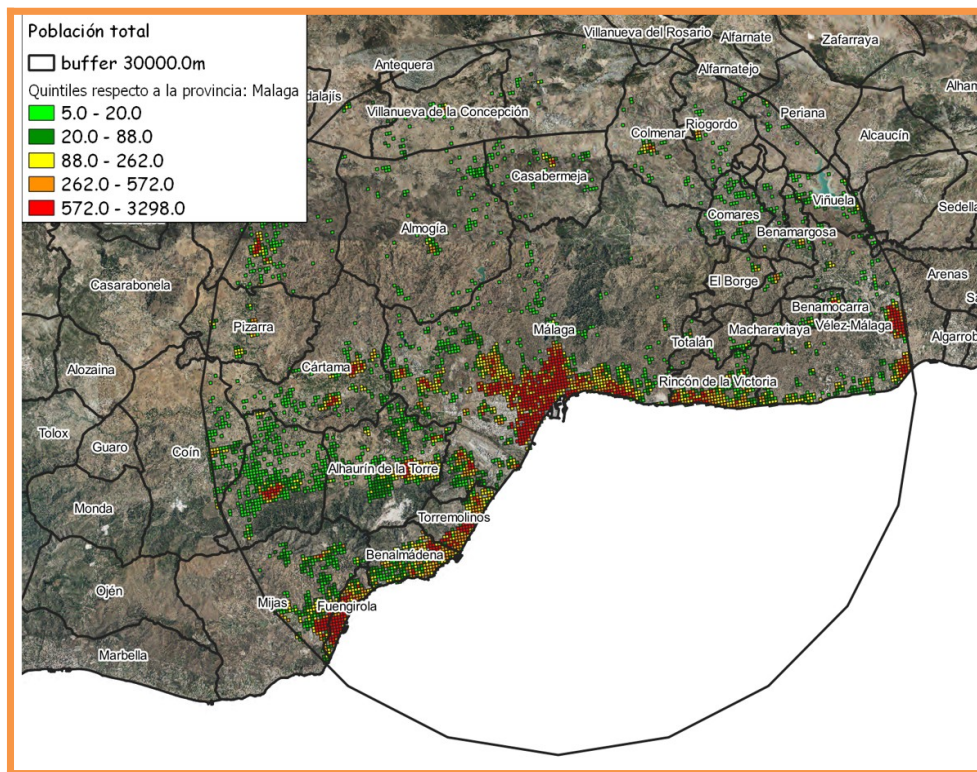 Población total
buffer 30000.0m
Quintiles respecto a la provincia: Malaga
5.0 - 20.0
20.0 - 88.0
88.0 - 262.0
262.0 - 572.0
572.0 - 3298.0
Villanueva del Rosario
Alfarnate
Zafarraya
Antequera
Alfarnatejo
Villanueva de la Concepción
Periana
Riogordo
Colmenar
Alcaucín
Casabermeja
Viñuela
Sedella
Comares
Almogía
Benamargosa
Arenas
Casarabonela
El Borge
Benamocarra
Pizarra
Málaga
Macharaviaya
Vélez-Málaga
Totalán
Cártama
Alozaina
Rincón de la Victoria
Tolox
Guaro
Coín
Alhaurín de la Torre
Monda
Torremolinos
Benalmádena
Ojén
Mijas
Fuengirola
Marbella